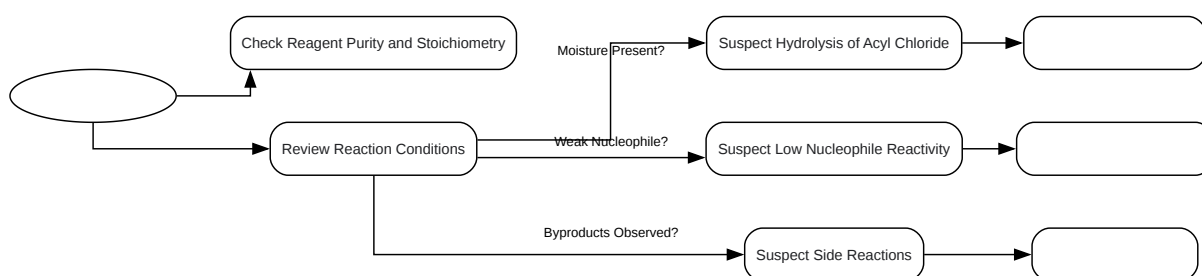 Check Reagent Purity and Stoichiometry
Moisture Present?
Suspect Hydrolysis of Acyl Chloride
Review Reaction Conditions
Weak Nucleophile?
Suspect Low Nucleophile Reactivity
Byproducts Observed?
Suspect Side Reactions